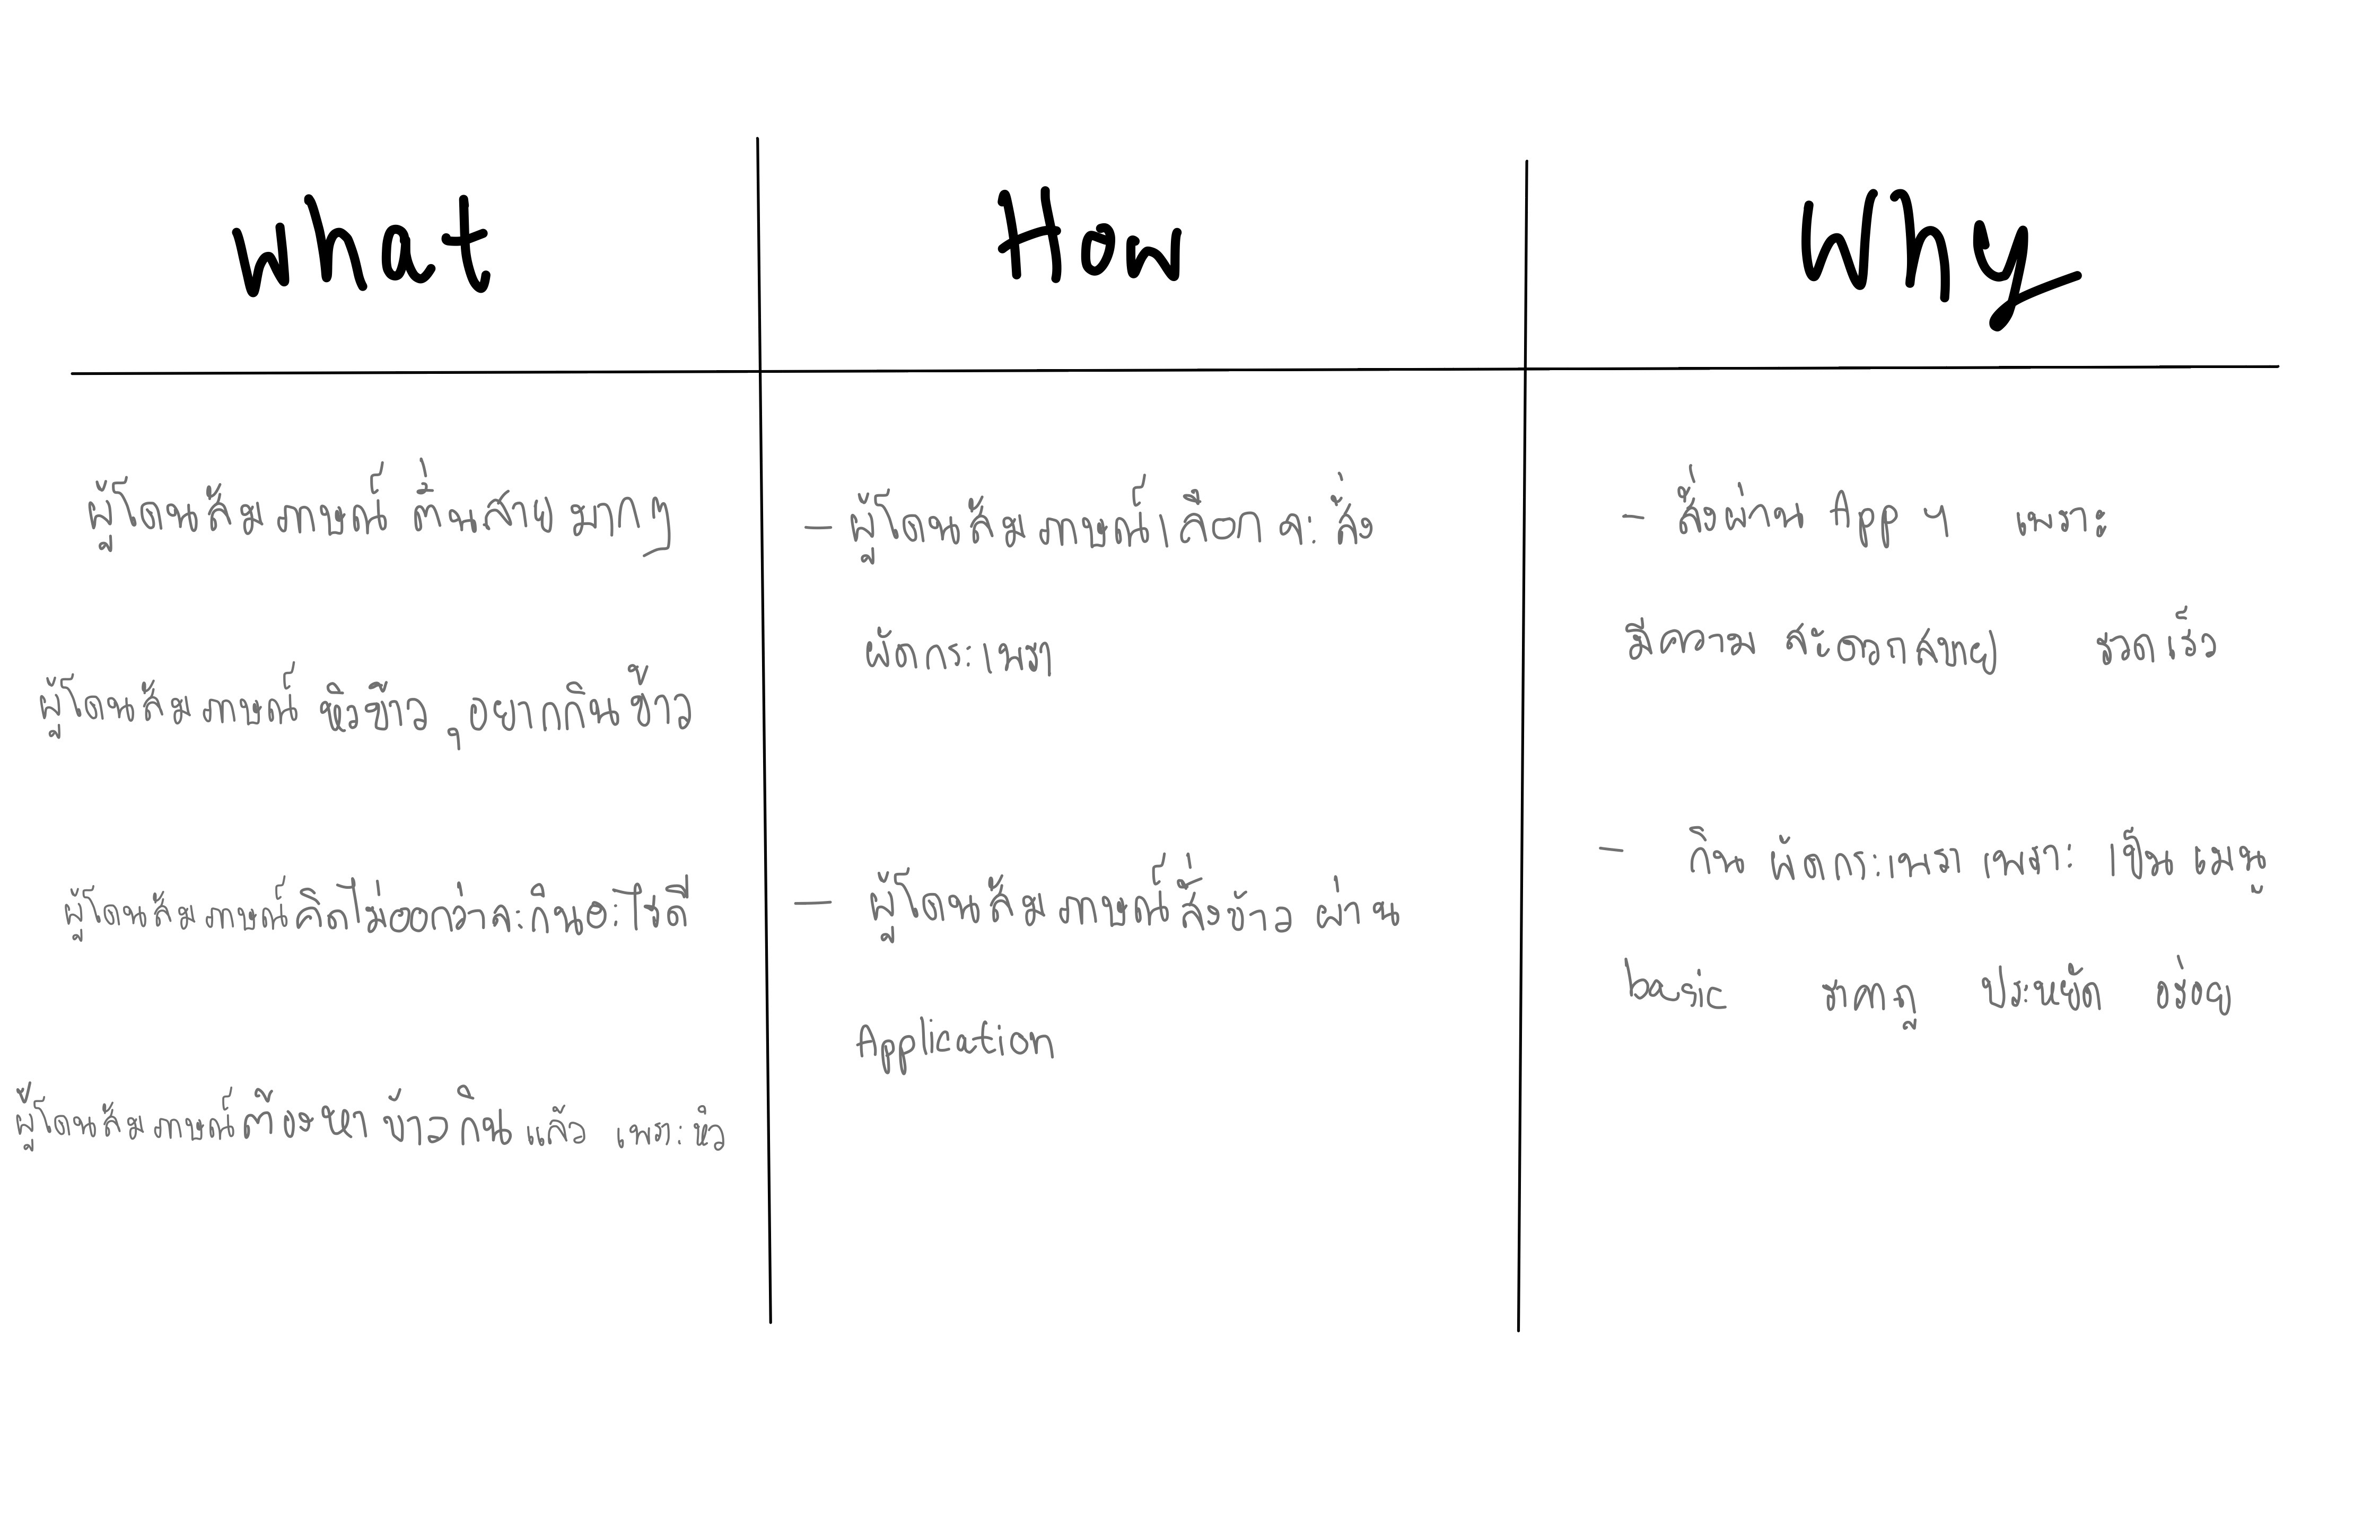 what
How
Why
ผู้โดนสัมภาษณ์ ตื่นสาย มากๆ
ผู้โดนสัมภาษณ์ หิวข้าว , อยากกินข้าว
ผู้โดนสัมภาษณ์คิดไม่ออกว่าจะกินอะไรดี
ผู้โดนสัมภาษณ์ต้องหา ข้าว กิน แล้ว เพราะ หิว
- ผู้โดนสัมภาษณ์เลือก จะ สั่ง
ผัดกระเพรา
- ผู้โดนสัมภาษณ์สั่งข้าว ผ่าน
Application
- สั่งผ่าน App ฯ เพราะ
มีความ สะดวกสบาย รวดเร็ว
- กิน ผัดกระเพรา เพราะ เป็น เมนู
basic ราคาถูก ประหยัด อร่อย